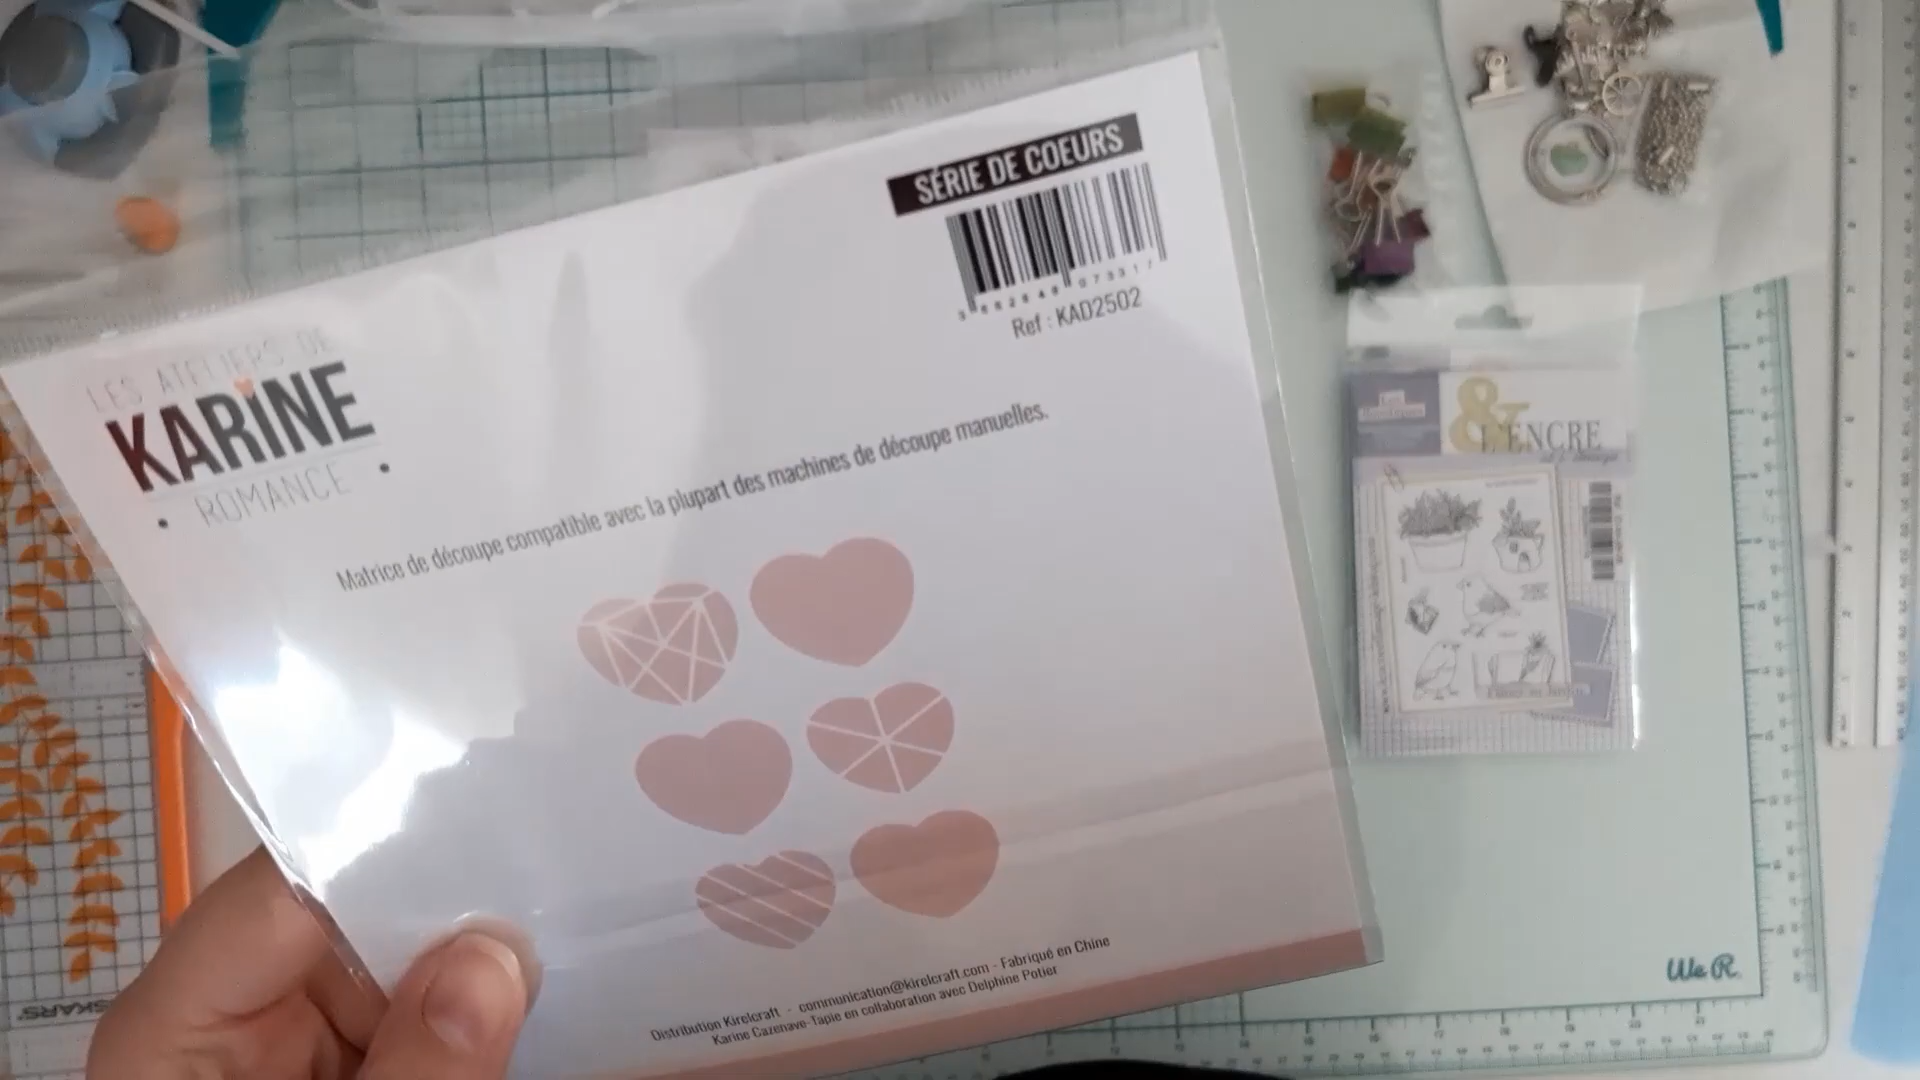 SÉRIE DE COEURS
Ref : KAD2502
LES ATELIERS DE
KARINE
• ROMANCE •
Matrice de découpe compatible avec la plupart des machines de découpe manuelles.
Distribution Kirelcraft - communication@kirelcraft.com - Fabriqué en Chine
Karine Cazenave-Tapie en collaboration avec Delphine Potier
&
L'ENCRE
We R
SKARS